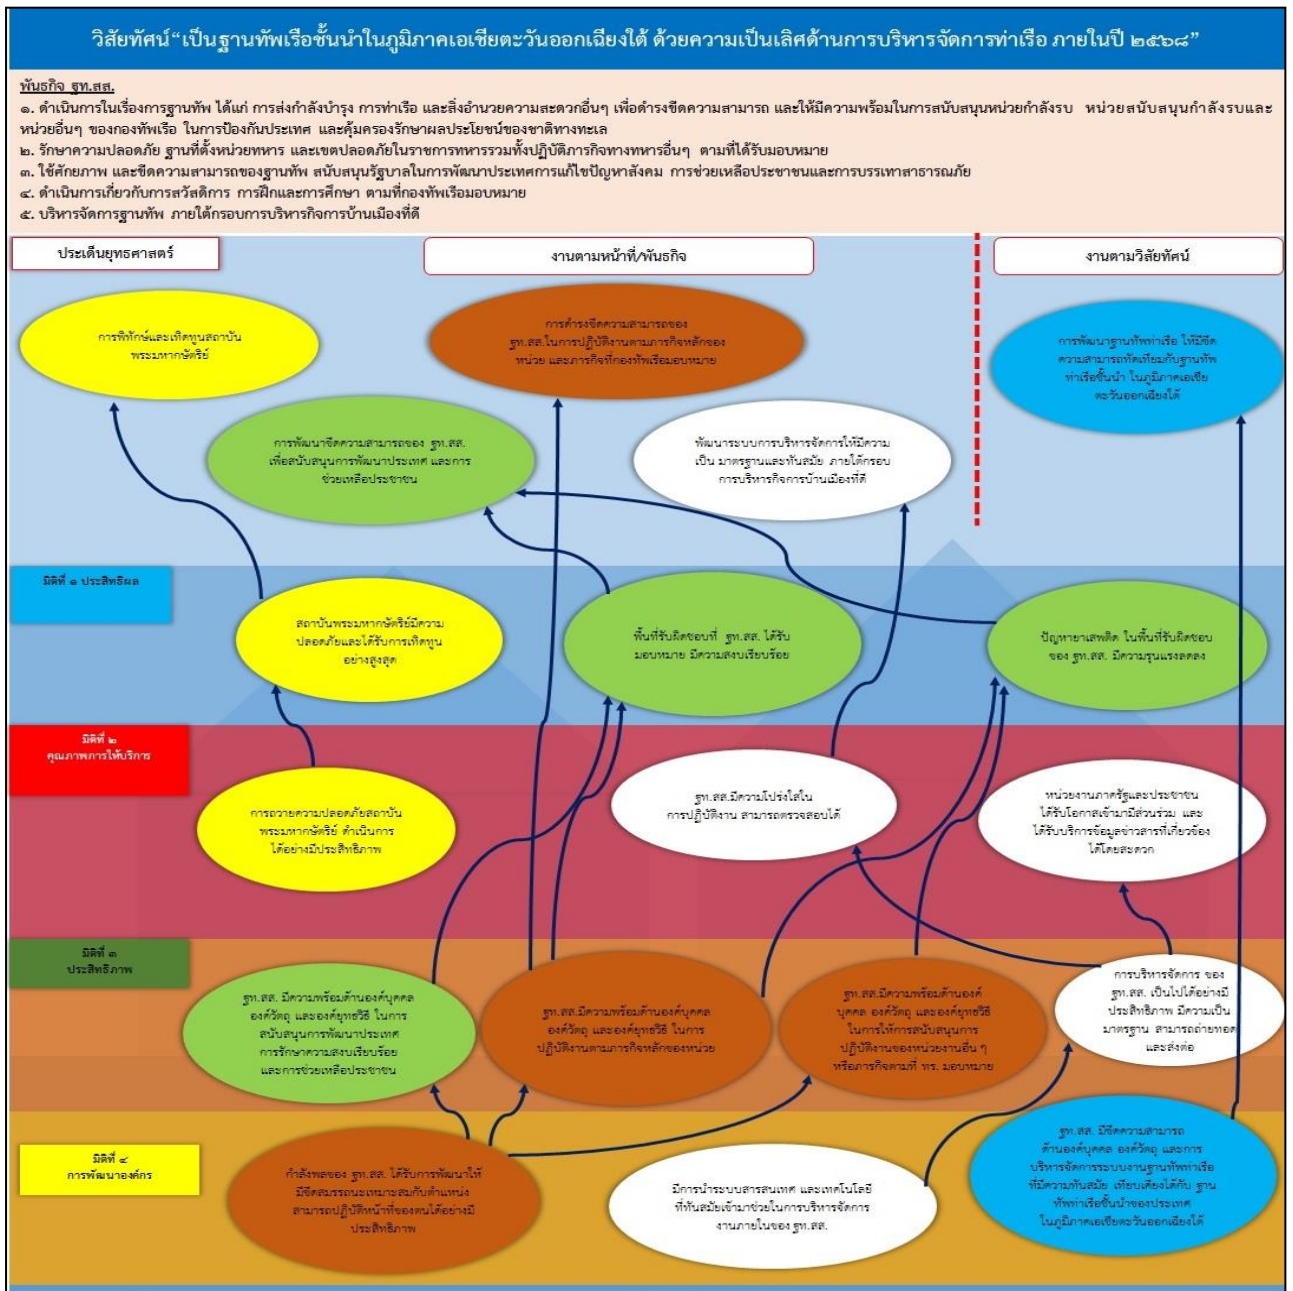 วิสัยทัศน์“เป็นฐานทัพเรือชั้นนำในภูมิภาคเอเชียตะวันออกเฉียงใต้ ด้วยความเป็นเลิศด้านการบริหารจัดการท่าเรือ ภายในปี ๒๕๖๘”
พันธกิจ ฐท.สส.
๑. ดำเนินการในเรื่องการฐานทัพ ได้แก่ การส่งกำลังบำรุง การท่าเรือ และสิ่งอำนวยความสะดวกอื่นๆ เพื่อดำรงขีดความสามารถ และให้มีความพร้อมในการสนับสนุนหน่วยกำลังรบ หน่วยสนับสนุนกำลังรบและ
หน่วยอื่นๆ ของกองทัพเรือ ในการป้องกันประเทศ และคุ้มครองรักษาผลประโยชน์ของชาติทางทะเล
๒. รักษาความปลอดภัย ฐานที่ตั้งหน่วยทหาร และเขตปลอดภัยในราชการทหารรวมทั้งปฏิบัติภารกิจทางทหารอื่นๆ ตามที่ได้รับมอบหมาย
๓. ใช้ศักยภาพ และขีดความสามารถของฐานทัพ สนับสนุนรัฐบาลในการพัฒนาประเทศการแก้ไขปัญหาสังคม การช่วยเหลือประชาชนและการบรรเทาสาธารณภัย
๔. ดำเนินการเกี่ยวกับการสวัสดิการ การฝึกและการศึกษา ตามที่กองทัพเรือมอบหมาย
๕. บริหารจัดการฐานทัพ ภายใต้กรอบการบริหารกิจการบ้านเมืองที่ดี
ประเด็นยุทธศาสตร์
งานตามหน้าที่/พันธกิจ
งานตามวิสัยทัศน์
การพิทักษ์และเทิดทูนสถาบัน
พระมหากษัตริย์
การดำรงขีดความสามารถของ
ฐท.สส.ในการปฏิบัติงานตามภารกิจหลักของ
หน่วย และภารกิจที่กองทัพเรือมอบหมาย
การพัฒนาฐานทัพท่าเรือ ให้มีขีด
ความสามารถทัดเทียมกับฐานทัพ
ท่าเรือชั้นนำ ในภูมิภาคเอเชีย
ตะวันออกเฉียงใต้
การพัฒนาขีดความสามารถของ ฐท.สส.
เพื่อสนับสนุนการพัฒนาประเทศ และการ
ช่วยเหลือประชาชน
พัฒนาระบบการบริหารจัดการให้มีความ
เป็น มาตรฐานและทันสมัย ภายใต้กรอบ
การบริหารกิจการบ้านเมืองที่ดี
มิติที่ ๑ ประสิทธิผล
สถาบันพระมหากษัตริย์มีความ
ปลอดภัยและได้รับการเทิดทูน
อย่างสูงสุด
พื้นที่รับผิดชอบที่ ฐท.สส. ได้รับ
มอบหมาย มีความสงบเรียบร้อย
ปัญหายาเสพติด ในพื้นที่รับผิดชอบ
ของ ฐท.สส. มีความรุนแรงลดลง
มิติที่ ๒
คุณภาพการให้บริการ
การถวายความปลอดภัยสถาบัน
พระมหากษัตริย์ ดำเนินการ
ได้อย่างมีประสิทธิภาพ
ฐท.สส.มีความโปร่งใสใน
การปฏิบัติงาน สามารถตรวจสอบได้
หน่วยงานภาครัฐและประชาชน
ได้รับโอกาสเข้ามามีส่วนร่วม และ
ได้รับบริการข้อมูลข่าวสารที่เกี่ยวข้อง
ได้โดยสะดวก
มิติที่ ๓
ประสิทธิภาพ
ฐท.สส. มีความพร้อมด้านองค์บุคคล
องค์วัตถุ และองค์ยุทธวิธี ในการ
สนับสนุนการพัฒนาประเทศ
การรักษาความสงบเรียบร้อย
และการช่วยเหลือประชาชน
ฐท.สส.มีความพร้อมด้านองค์บุคคล
องค์วัตถุ และองค์ยุทธวิธี ในการ
ปฏิบัติงานตามภารกิจหลักของหน่วย
ฐท.สส.มีความพร้อมด้านองค์
บุคคล องค์วัตถุ และองค์ยุทธวิธี
ในการให้การสนับสนุนการ
ปฏิบัติงานของหน่วยงานอื่น ๆ
หรือภารกิจตามที่ ทร. มอบหมาย
การบริหารจัดการ ของ
ฐท.สส. เป็นไปได้อย่างมี
ประสิทธิภาพ มีความเป็น
มาตรฐาน สามารถถ่ายทอด
และส่งต่อ
มิติที่ ๔
การพัฒนาองค์กร
กำลังพลของ ฐท.สส. ได้รับการพัฒนาให้
มีขีดสมรรถนะเหมาะสมกับตำแหน่ง
สามารถปฏิบัติหน้าที่ของตนได้อย่างมี
ประสิทธิภาพ
มีการนำระบบสารสนเทศ และเทคโนโลยี
ที่ทันสมัยเข้ามาช่วยในการบริหารจัดการ
งานภายในของ ฐท.สส.
ฐท.สส. มีขีดความสามารถ
ด้านองค์บุคคล องค์วัตถุ และการ
บริหารจัดการระบบงานฐานทัพท่าเรือ
ที่มีความทันสมัย เทียบเคียงได้กับ ฐาน
ทัพท่าเรือชั้นนำของประเทศ
ในภูมิภาคเอเชียตะวันออกเฉียงใต้